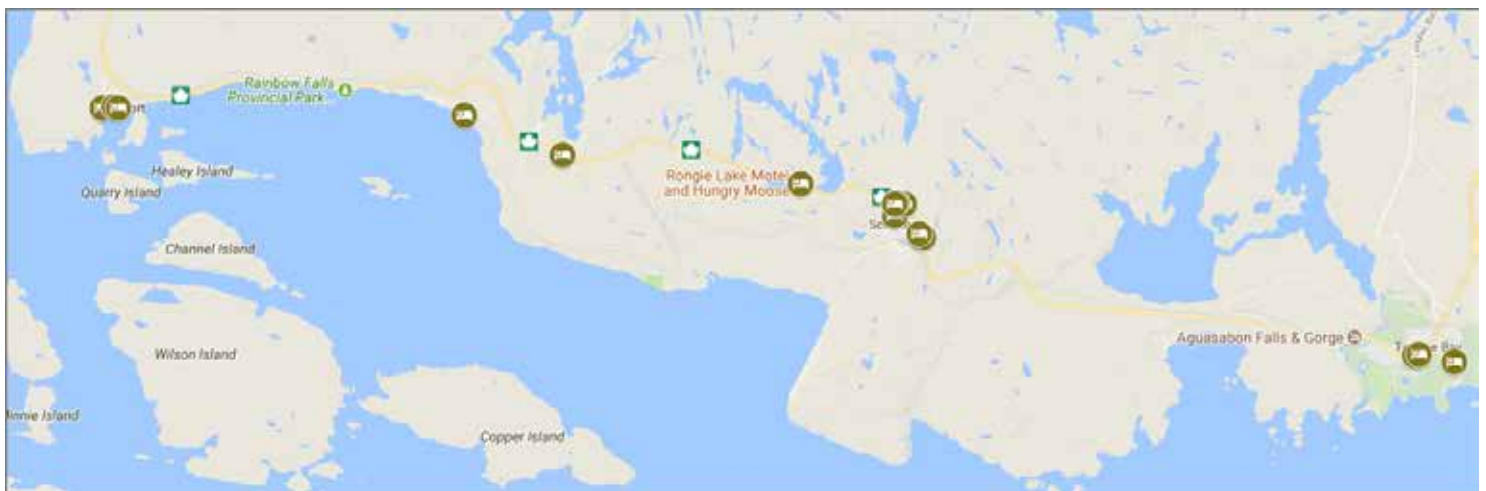 Rainbow Falls
Provincial Park
Healey Island
Quarry Island
Channel Island
Rongie Lake Motel
and Hungry Moose
Wilson Island
Copper Island
Aguasabon Falls & Gorge